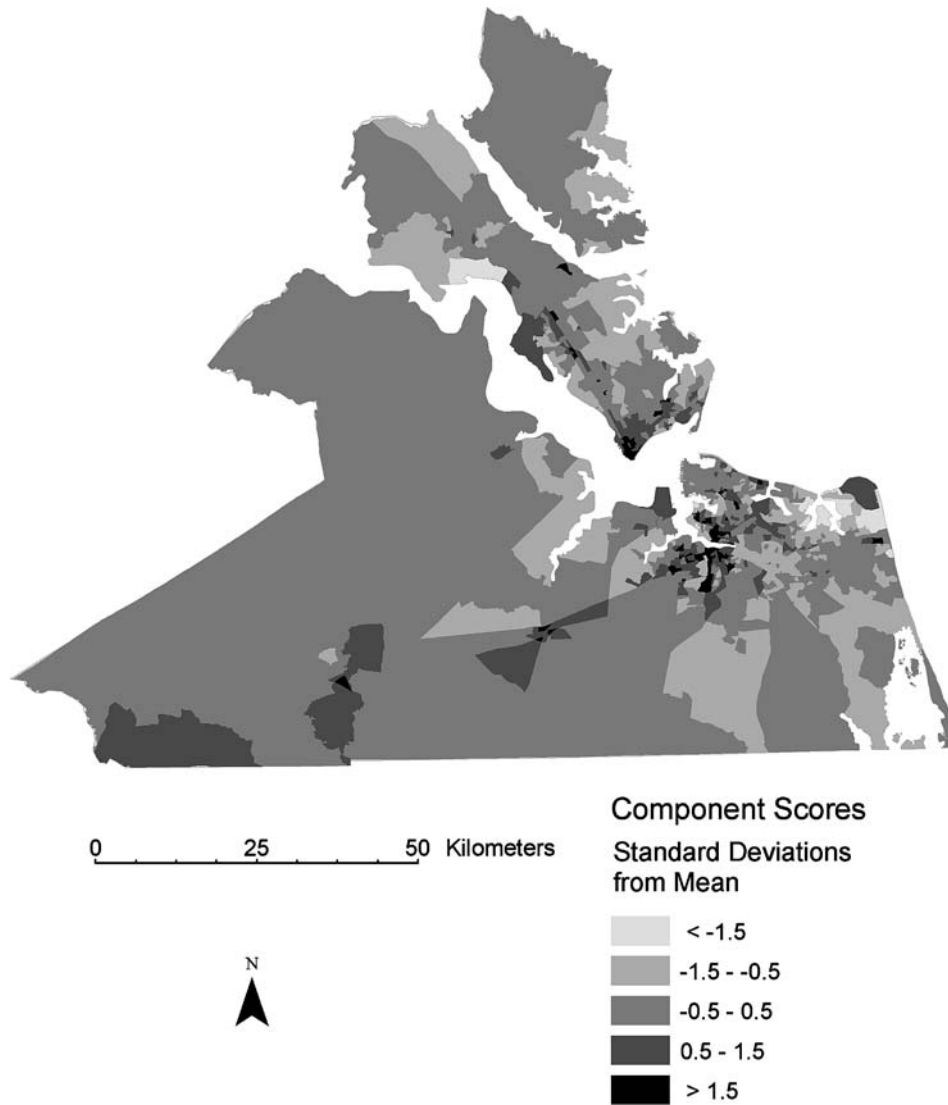 0 25 50 Kilometers
N
Component Scores
Standard Deviations
from Mean
< -1.5
-1.5 - -0.5
-0.5 - 0.5
0.5 - 1.5
> 1.5